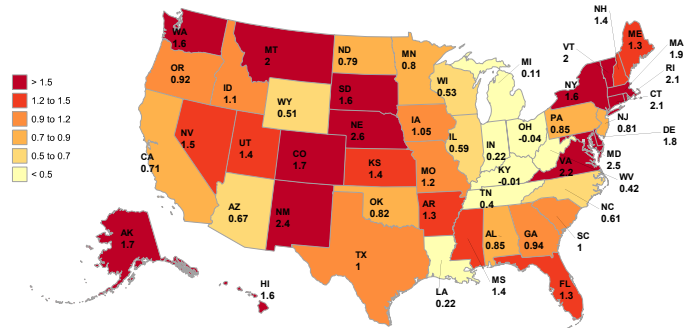 > 1.5
1.2 to 1.5
0.9 to 1.2
0.7 to 0.9
0.5 to 0.7
< 0.5
WA
1.6
OR
0.92
CA
0.71
NV
1.5
ID
1.1
MT
2
WY
0.51
UT
1.4
AZ
0.67
CO
1.7
NM
2.4
ND
0.79
SD
1.6
NE
2.6
KS
1.4
OK
0.82
TX
1
MN
0.8
IA
1.05
MO
1.2
AR
1.3
LA
0.22
WI
0.53
IL
0.59
MI
0.11
IN
0.22
OH
-0.04
KY
-0.01
TN
0.4
MS
1.4
AL
0.85
GA
0.94
FL
1.3
SC
1
NC
0.61
VA
2.2
WV
0.42
MD
2.5
DE
1.8
NJ
0.81
PA
0.85
NY
1.6
CT
2.1
RI
2.1
MA
1.9
VT
2
NH
1.4
ME
1.3
AK
1.7
HI
1.6